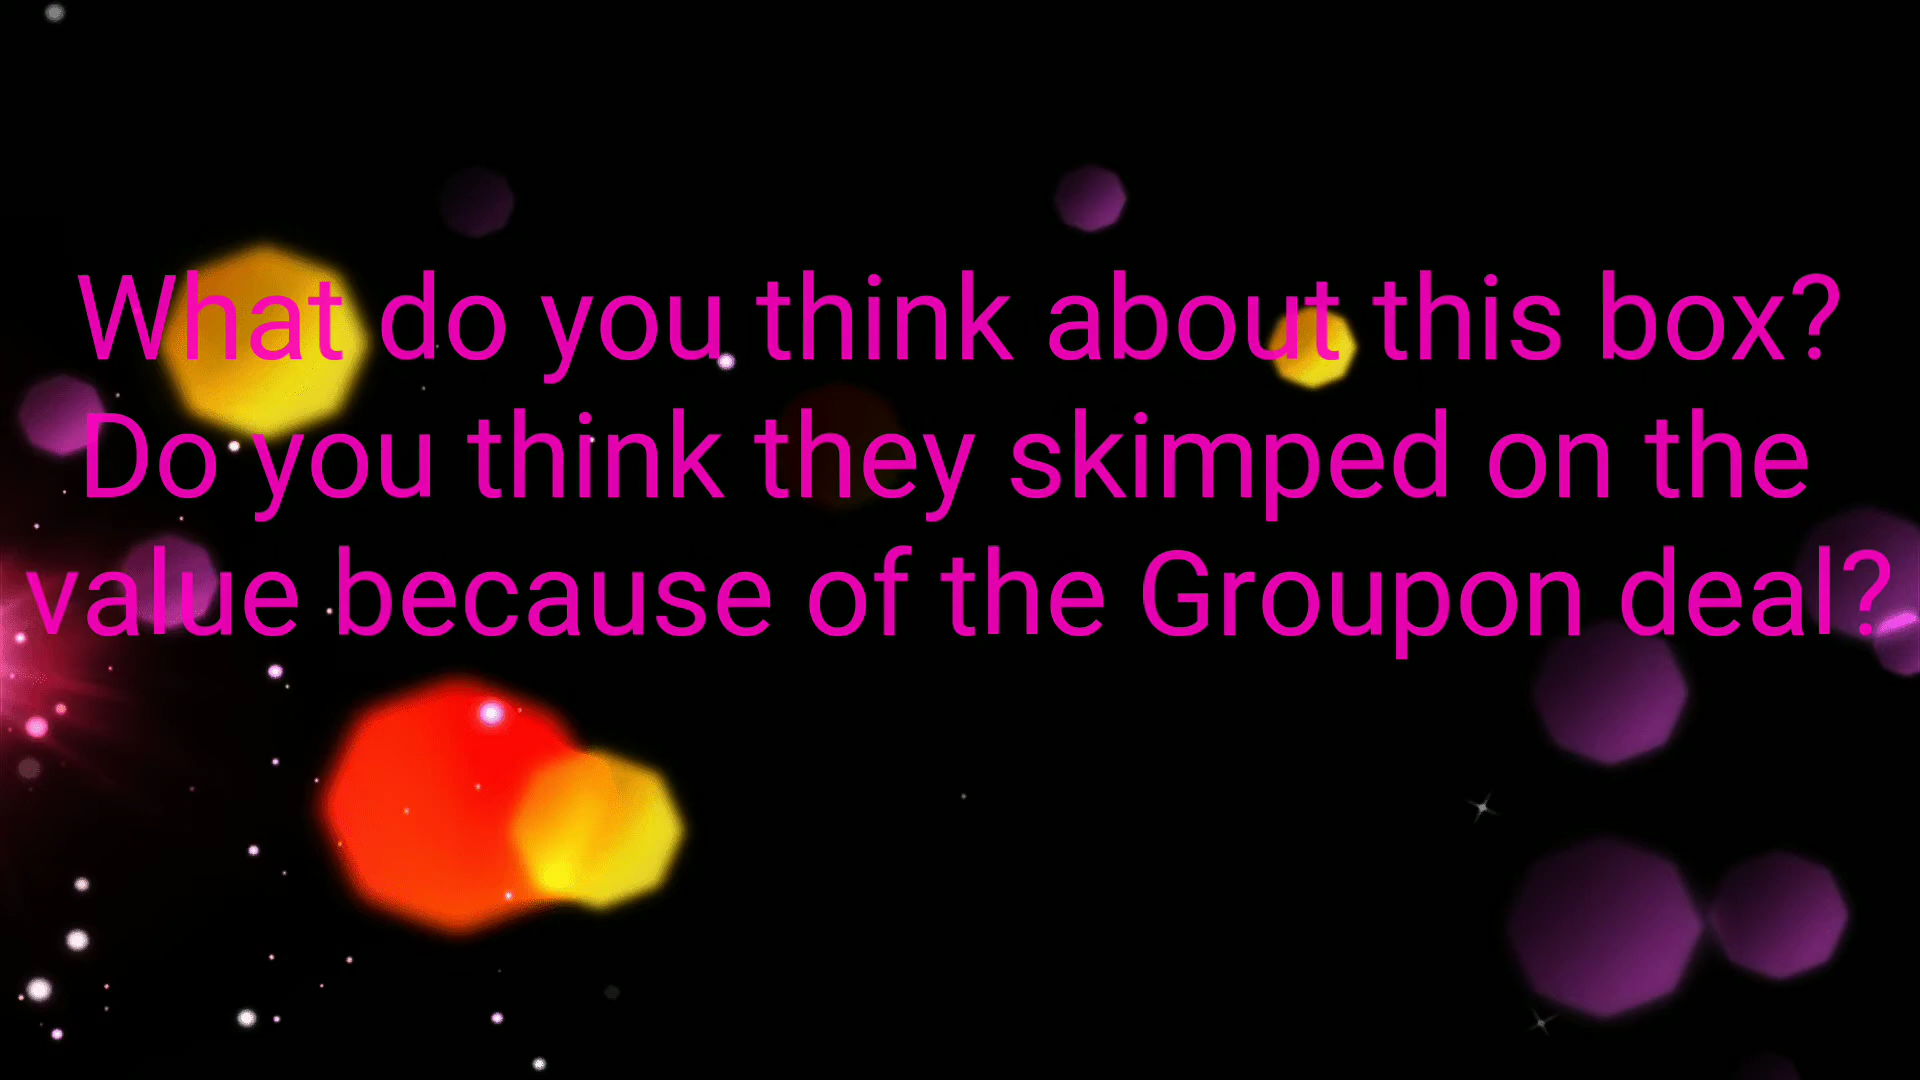 What do you think about this box?
Do you think they skimped on the
value because of the Groupon deal?